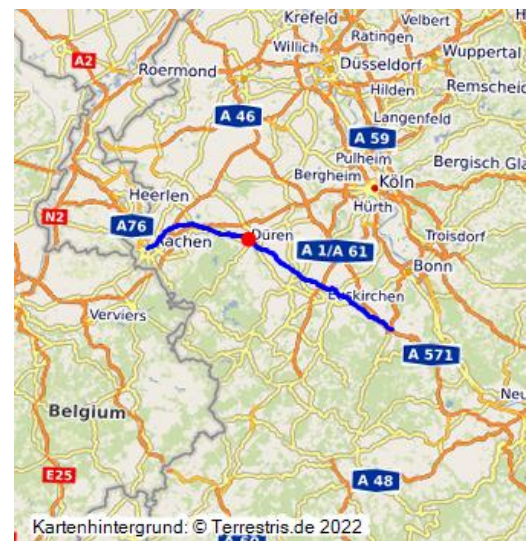 Krefeld
Velbert
A2
Willich
Ratingen
Roermond
Düsseldorf
Wuppertal
Hilden
Remscheid
A 46
A 59
Langenfeld
Pulheim
Bergheim
Bergisch Gla
Köln
Heerlen
Hürth
N2
A76
Aachen
Düren
A 1/A 61
Troisdorf
Bonn
Euskirchen
Verviers
A 571
Neu
Belgium
E25
A 48
Kartenhintergrund: © Terrestris.de 2022